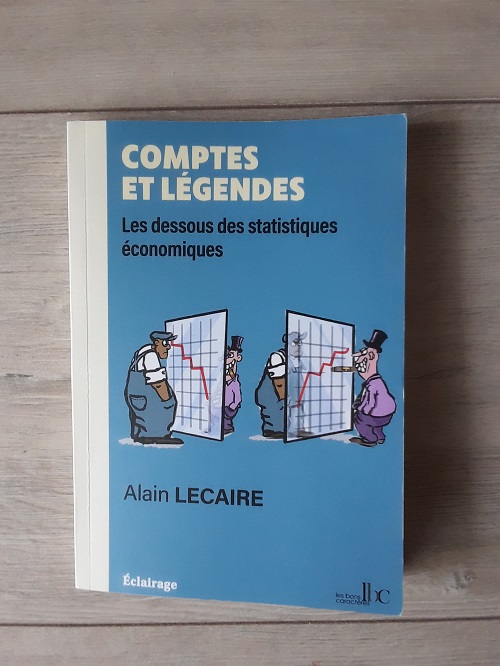 COMPTES
ET LÉGENDES
Les dessous des statistiques
économiques
Alain LECAIRE
Éclairage
les bons
caractères
lbc